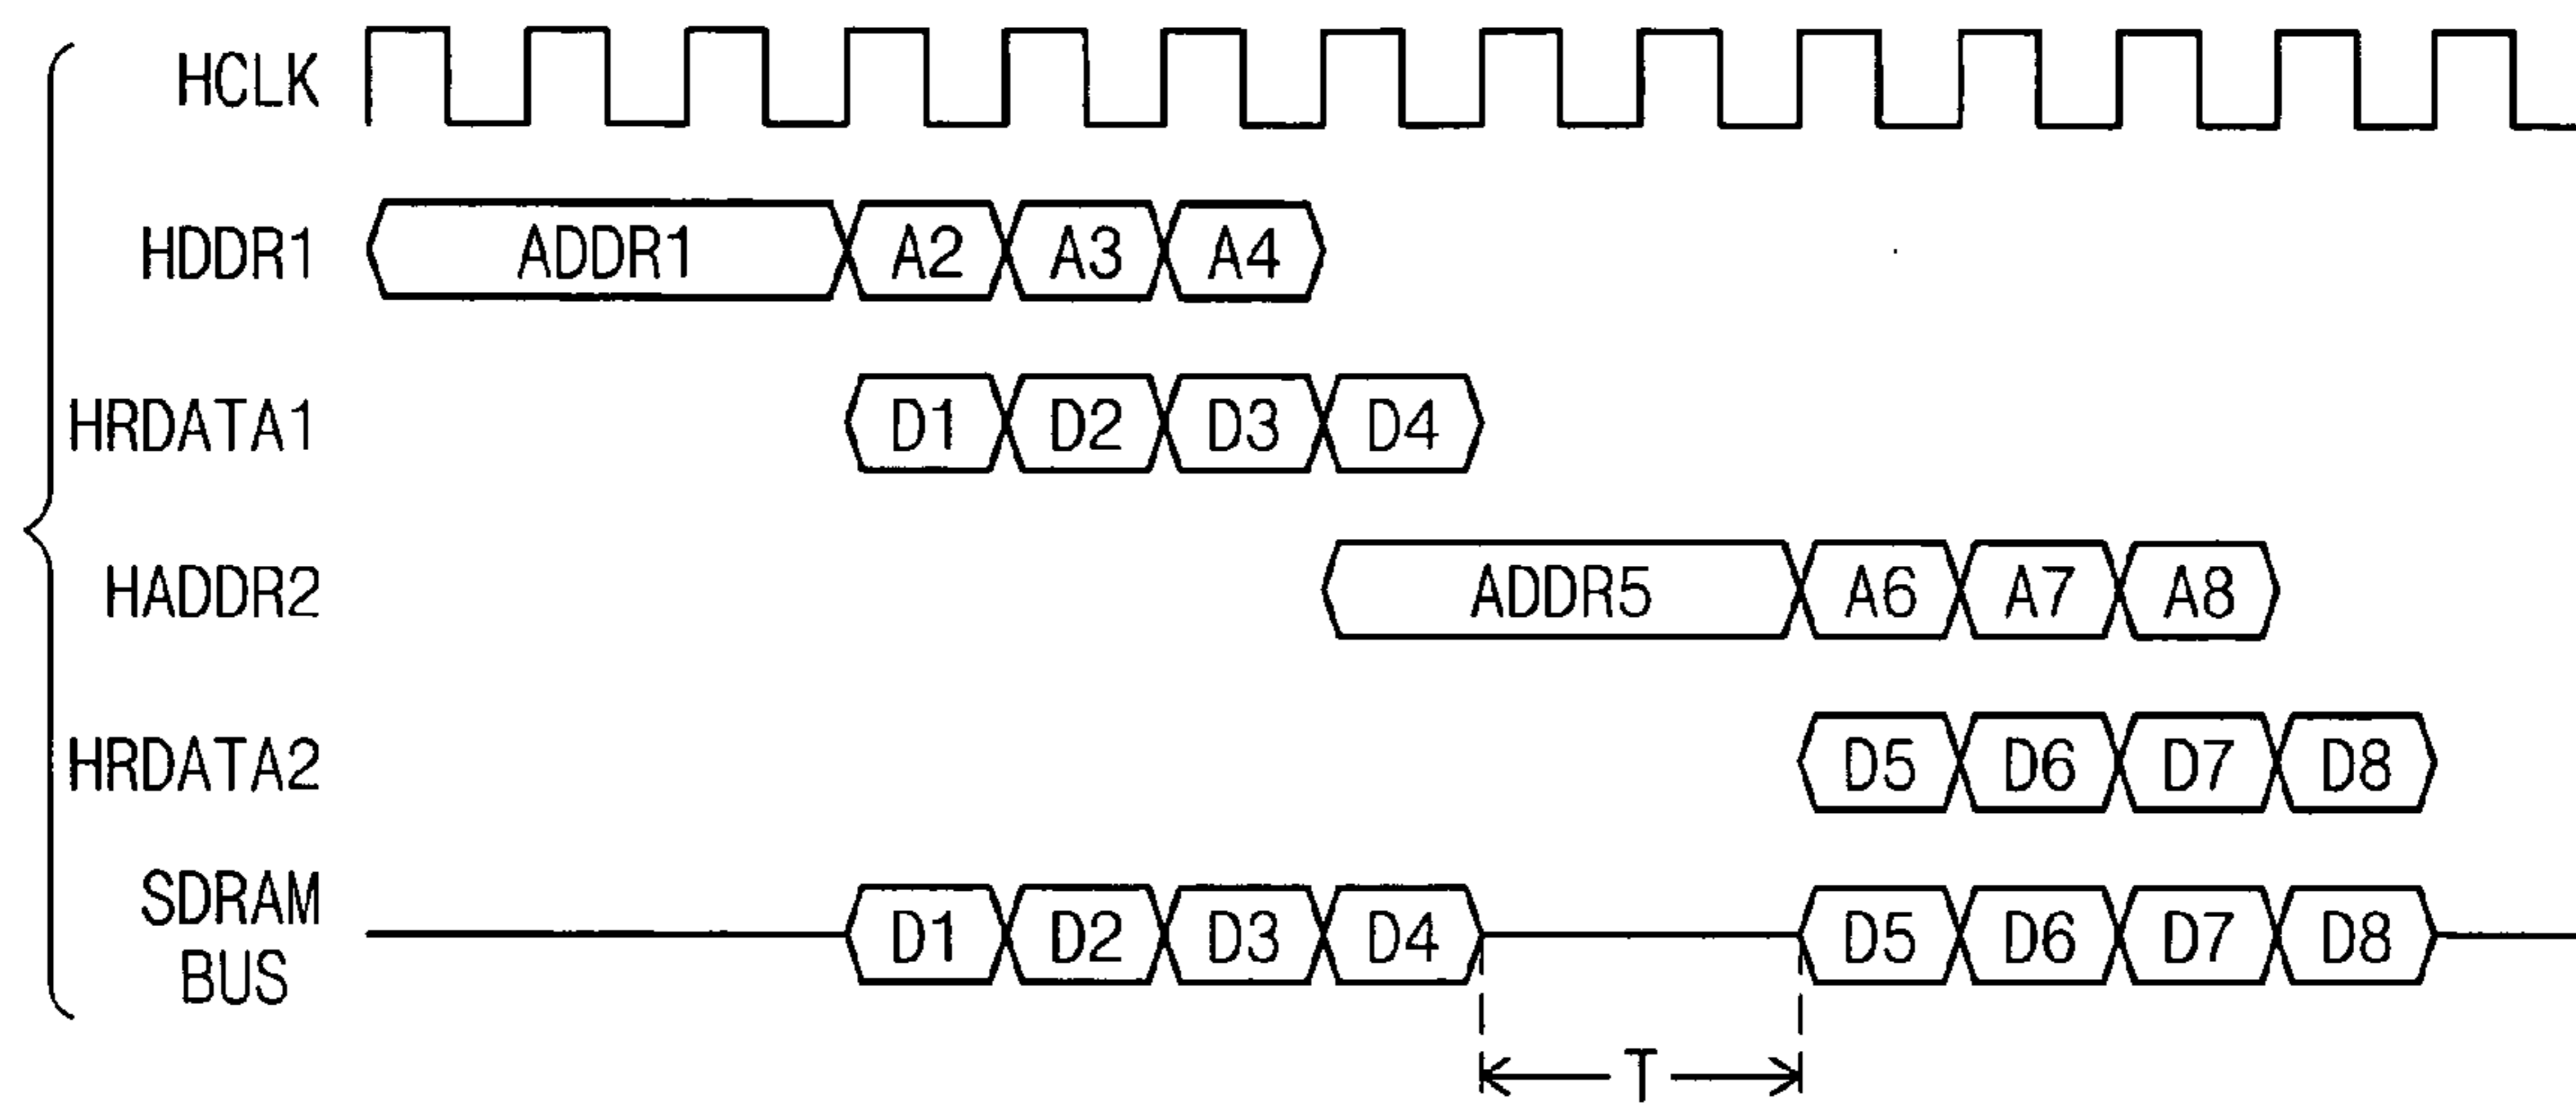 HCLK
HDDR1 ADDR1 A2 A3 A4
HRDATA1 D1 D2 D3 D4
HADDR2 ADDR5 A6 A7 A8
HRDATA2 D5 D6 D7 D8
SDRAM
BUS D1 D2 D3 D4 D5 D6 D7 D8
T